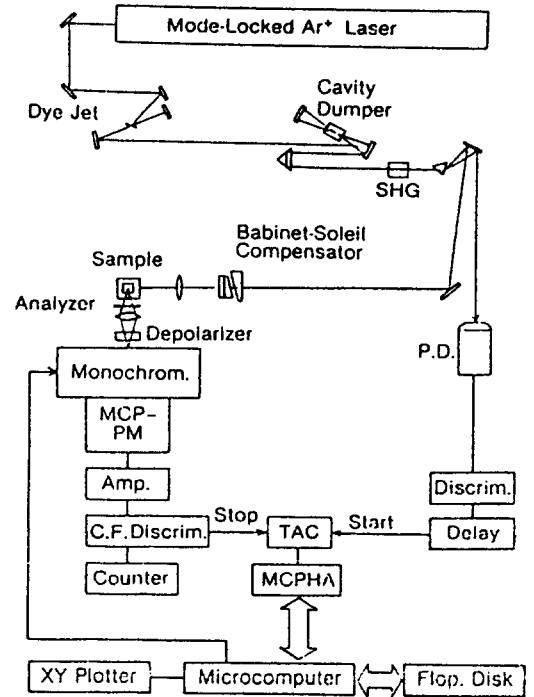 Mode-Locked Ar⁺ Laser
Dye Jet
Cavity
Dumper
SHG
Babinet-Soleil
Compensator
Sample
Analyzer
Depolarizer
P.D.
Monochrom.
MCP-
PM
Amp.
Discrim.
C.F.Discrim.
Stop
TAC
Start
Delay
Counter
MCPHA
XY Plotter
Microcomputer
Flop. Disk